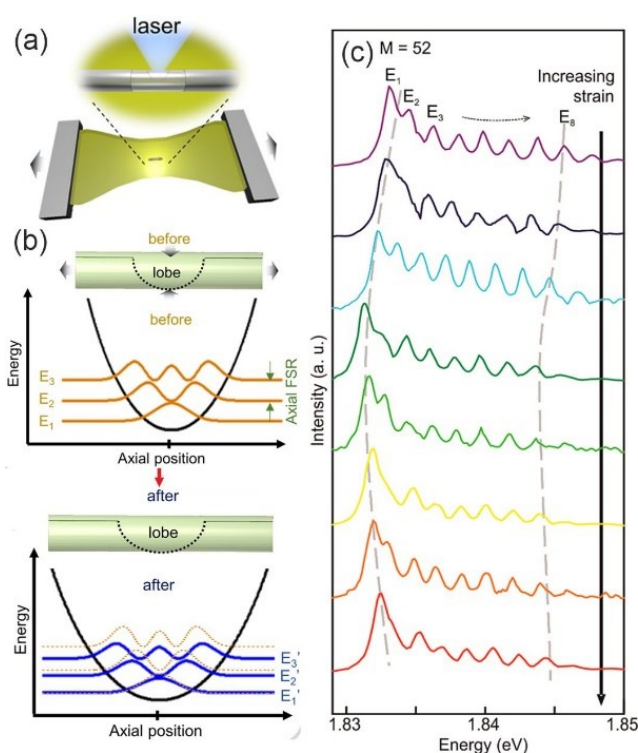 (a)
laser
(b)
before
lobe
before
Energy
E3
E2
E1
Axial FSR
Axial position
after
lobe
after
Energy
E3'
E2'
E1'
Axial position
(c)
M = 52
E1
E2
E3
E8
Increasing
strain
Intensity (a. u.)
1.83
1.84
1.85
Energy (eV)